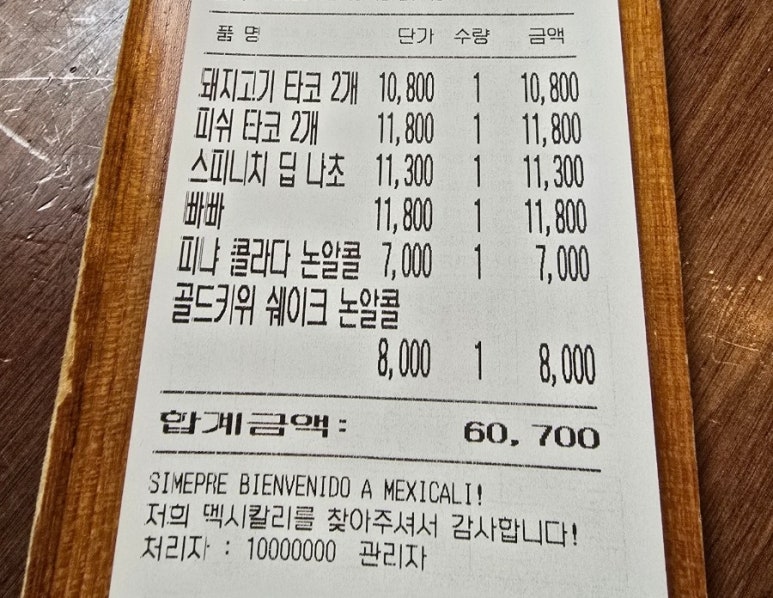 품 명 단가 수량 금액
돼지고기 타코 2개 10,800 1 10,800
피쉬 타코 2개 11,800 1 11,800
스피니치 딥 나초 11,300 1 11,300
빠빠 11,800 1 11,800
피냐 콜라다 논알콜 7,000 1 7,000
골드키위 쉐이크 논알콜
8,000 1 8,000
합계금액: 60,700
SIMEPRE BIENVENIDO A MEXICALI!
저희 멕시칼리를 찾아주셔서 감사합니다!
처리자 : 10000000 관리자